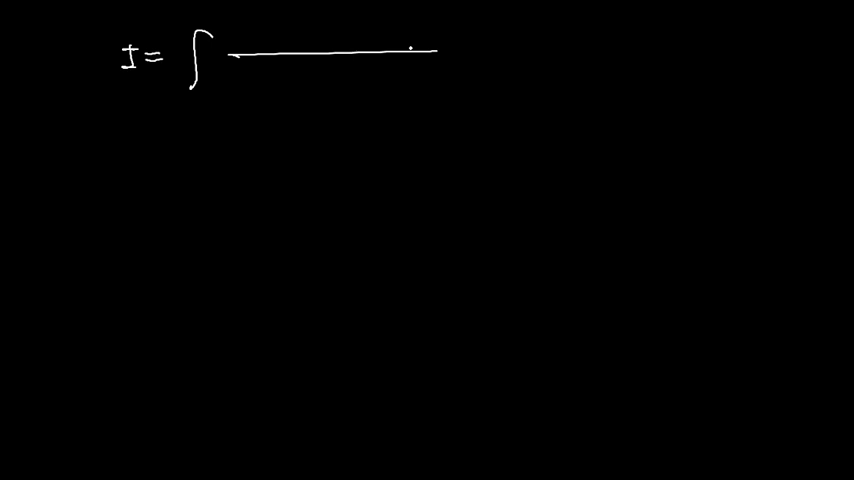 I = ∫